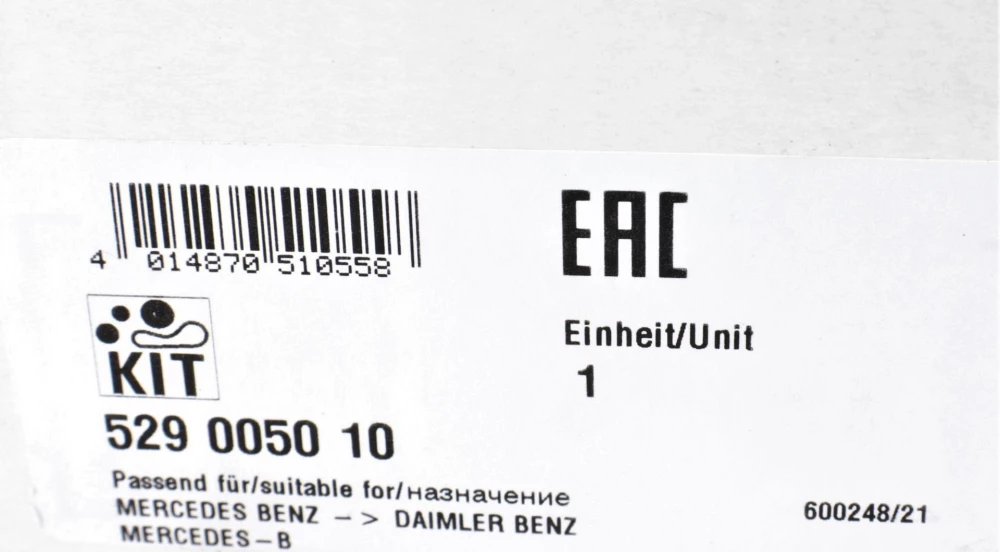 4 014870 510558
EAC
KIT
Einheit/Unit
1
529 0050 10
Passend für/suitable for/назначение
MERCEDES BENZ -> DAIMLER BENZ
MERCEDES-B
600248/21